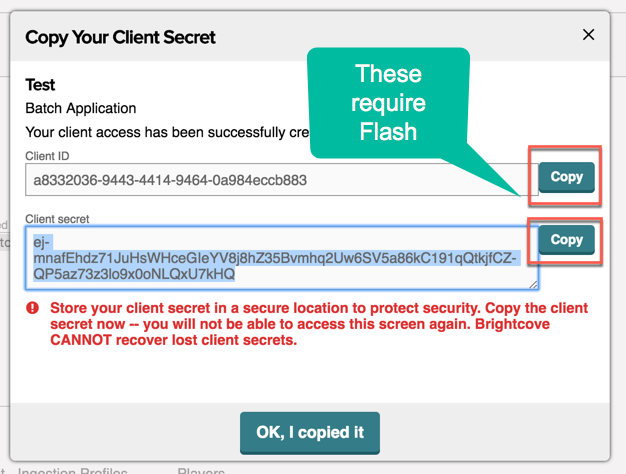 Copy Your Client Secret
These
require
Flash
Test
Batch Application
Your client access has been successfully cre
Client ID
a8332036-9443-4414-9464-0a984eccb883
Copy
Client secret
ej-
mnafEhdz71JuHsWHceGIeYV8j8hZ35Bvmhq2Uw6SV5a86kC191qQtkjfCZ-
QP5az73z3lo9x0oNLQxU7kHQ
Copy
Store your client secret in a secure location to protect security. Copy the client
secret now -- you will not be able to access this screen again. Brightcove
CANNOT recover lost client secrets.
OK, I copied it
Ingestion Profiles
Players